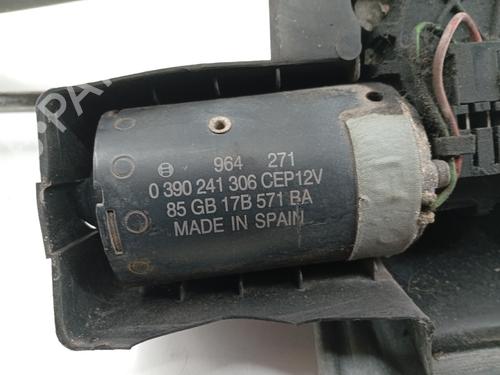 964 271
0 390 241 306 CEP12V
85 GB 17B 571 BA
MADE IN SPAIN